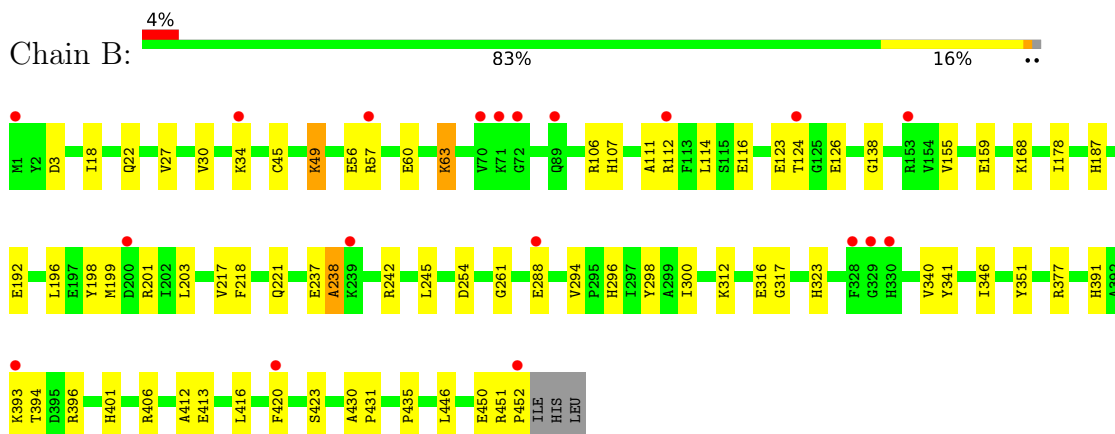 4%
Chain B:
83% 16% ••
M1 Y2 D3 I18 Q22 V27 V30 K34 C45 K49 E56 R57 E60 K63 V70 K71 G72 Q89 R106 H107 A111 R112 F113 L114 S115 E116 E123 T124 G125 E126 G138 R153 V154 V155 E159 K168 I178 H187
E192 L196 E197 Y198 M199 D200 R201 I202 L203 V217 F218 Q221 E237 A238 K239 R242 L245 D254 G261 E288 V294 P295 H296 I297 Y298 A299 I300 K312 E316 G317 H323 F328 G329 H330 V340 Y341 I346 Y351 R377 H391 A392
K393 T394 D395 R396 H401 R406 A412 E413 L416 F420 S423 A430 P431 P435 L446 E450 R451 P452 ILE HIS LEU